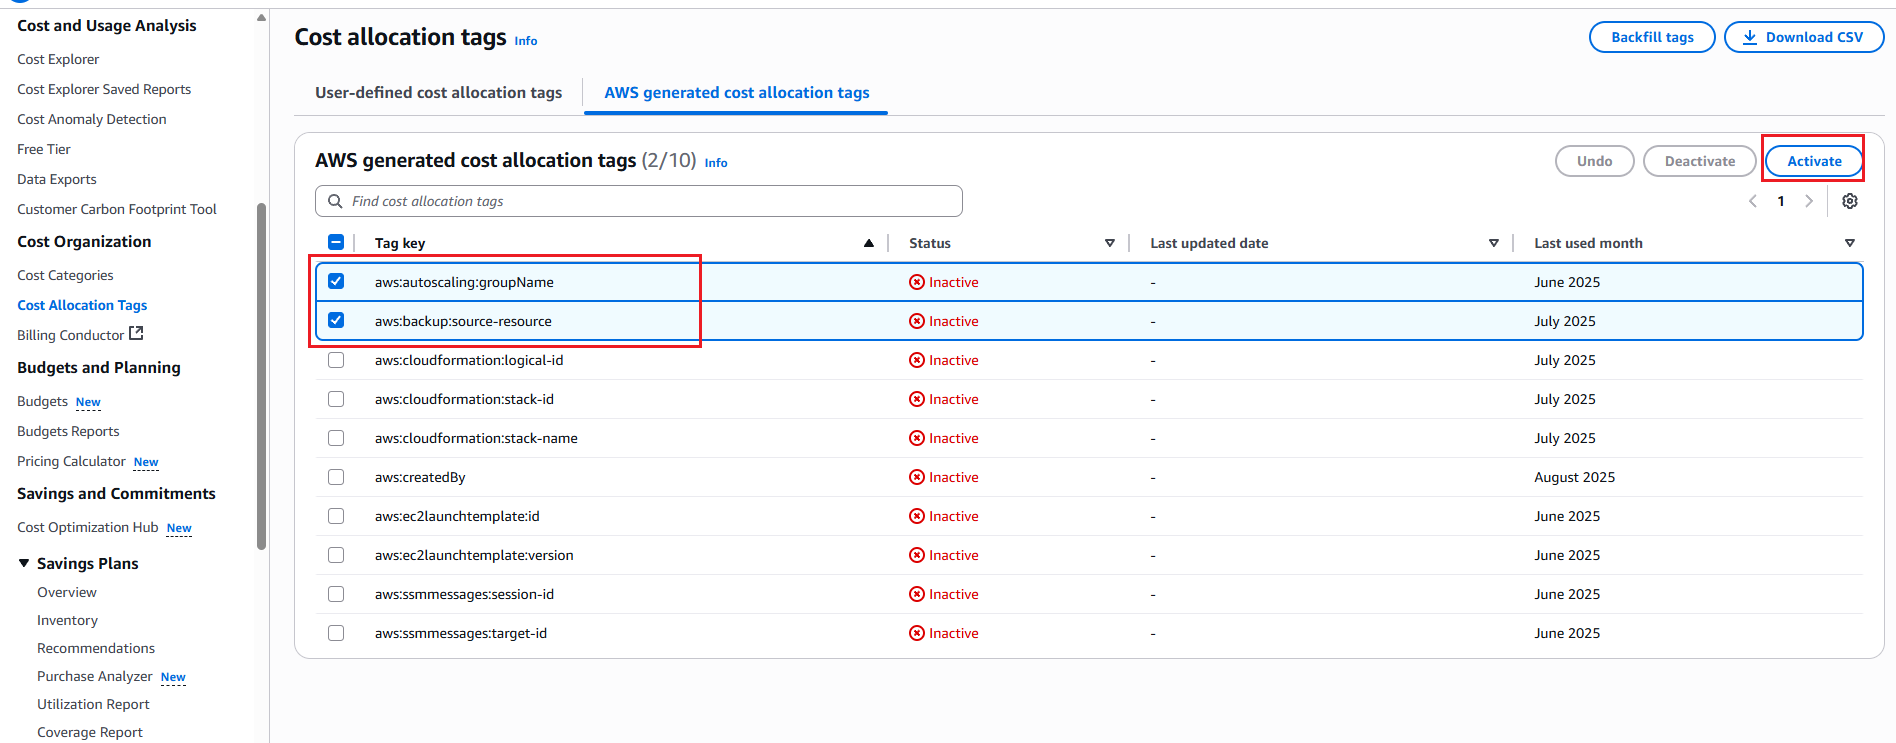 Cost and Usage Analysis
Cost Explorer
Cost Explorer Saved Reports
Cost Anomaly Detection
Free Tier
Data Exports
Customer Carbon Footprint Tool
Cost Organization
Cost Categories
Cost Allocation Tags
Billing Conductor
Budgets and Planning
Budgets New
Budgets Reports
Pricing Calculator New
Savings and Commitments
Cost Optimization Hub New
Savings Plans
Overview
Inventory
Recommendations
Purchase Analyzer New
Utilization Report
Coverage Report
Cost allocation tags Info
Backfill tags Download CSV
User-defined cost allocation tags AWS generated cost allocation tags
AWS generated cost allocation tags (2/10) Info
Undo Deactivate Activate
Find cost allocation tags
1
Tag key Status Last updated date Last used month
aws:autoscaling:groupName Inactive - June 2025
aws:backup:source-resource Inactive - July 2025
aws:cloudformation:logical-id Inactive - July 2025
aws:cloudformation:stack-id Inactive - July 2025
aws:cloudformation:stack-name Inactive - July 2025
aws:createdBy Inactive - August 2025
aws:ec2launchtemplate:id Inactive - June 2025
aws:ec2launchtemplate:version Inactive - June 2025
aws:ssmmessages:session-id Inactive - June 2025
aws:ssmmessages:target-id Inactive - June 2025